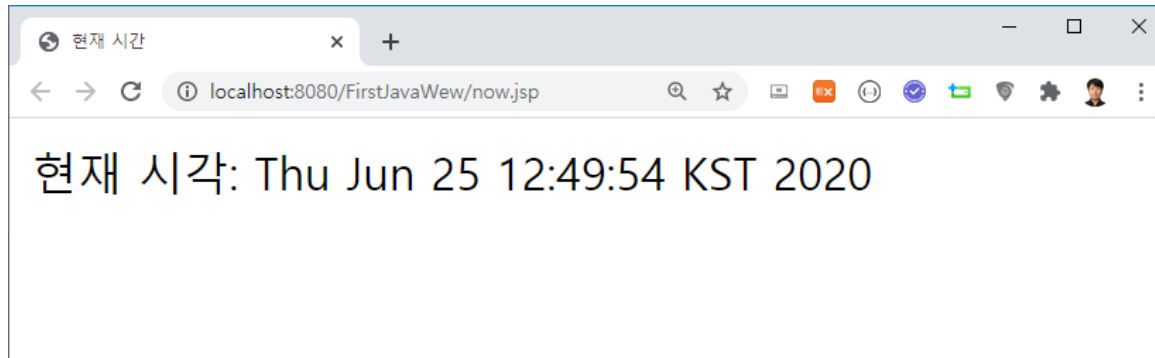 현재 시간
localhost:8080/FirstJavaWew/now.jsp
현재 시각: Thu Jun 25 12:49:54 KST 2020